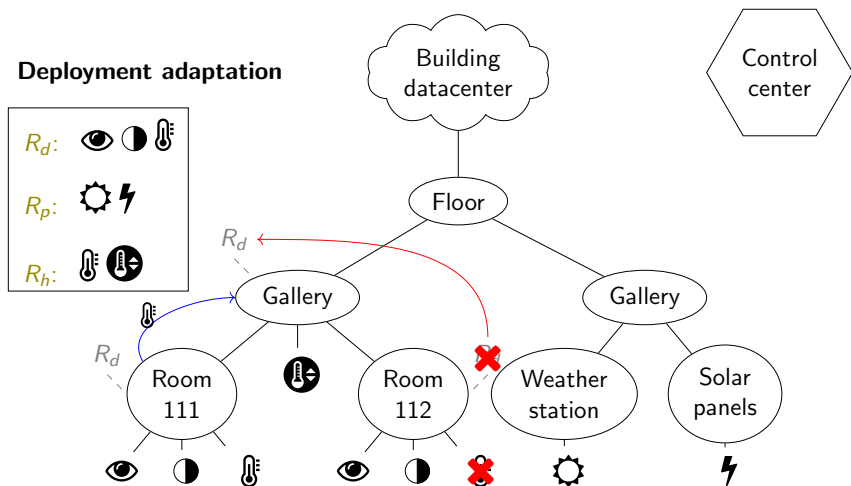 Deployment adaptation
Building
datacenter
Control
center
R_d:
R_p:
R_h:
Floor
R_d
Gallery
Gallery
R_d
Room
111
Room
112
Weather
station
Solar
panels